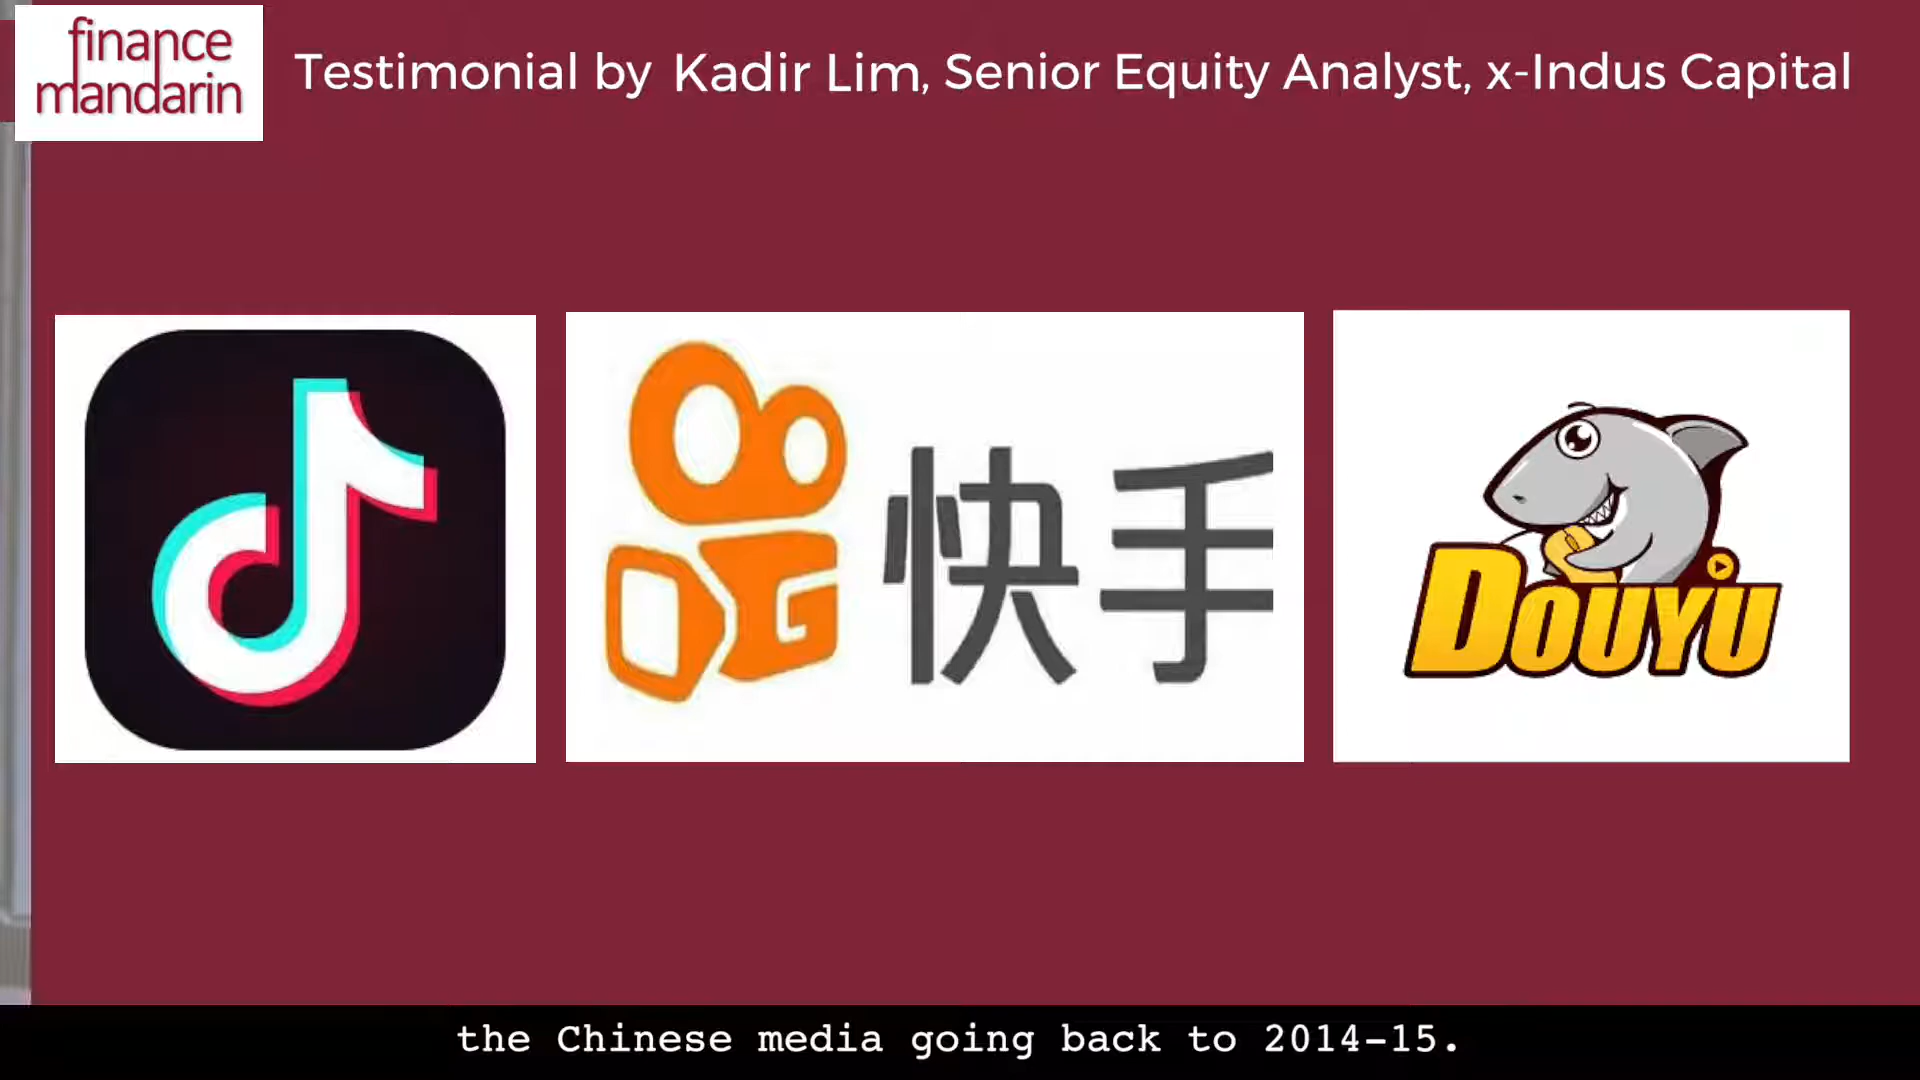 finance
mandarin
Testimonial by Kadir Lim, Senior Equity Analyst, x-Indus Capital
快手
DOUYU
the Chinese media going back to 2014-15.